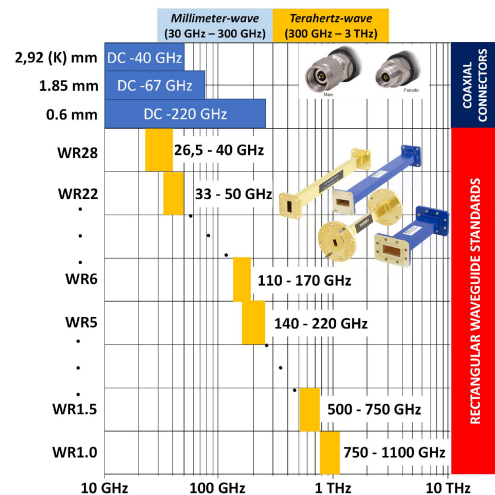 Millimeter-wave
(30 GHz – 300 GHz)
Terahertz-wave
(300 GHz – 3 THz)
2,92 (K) mm
DC -40 GHz
1.85 mm
DC -67 GHz
0.6 mm
DC -220 GHz
Male
Female
COAXIAL
CONNECTORS
WR28
26,5 - 40 GHz
WR22
33 - 50 GHz
WR6
110 - 170 GHz
WR5
140 - 220 GHz
WR1.5
500 - 750 GHz
WR1.0
750 - 1100 GHz
RECTANGULAR WAVEGUIDE STANDARDS
10 GHz
100 GHz
1 THz
10 THz